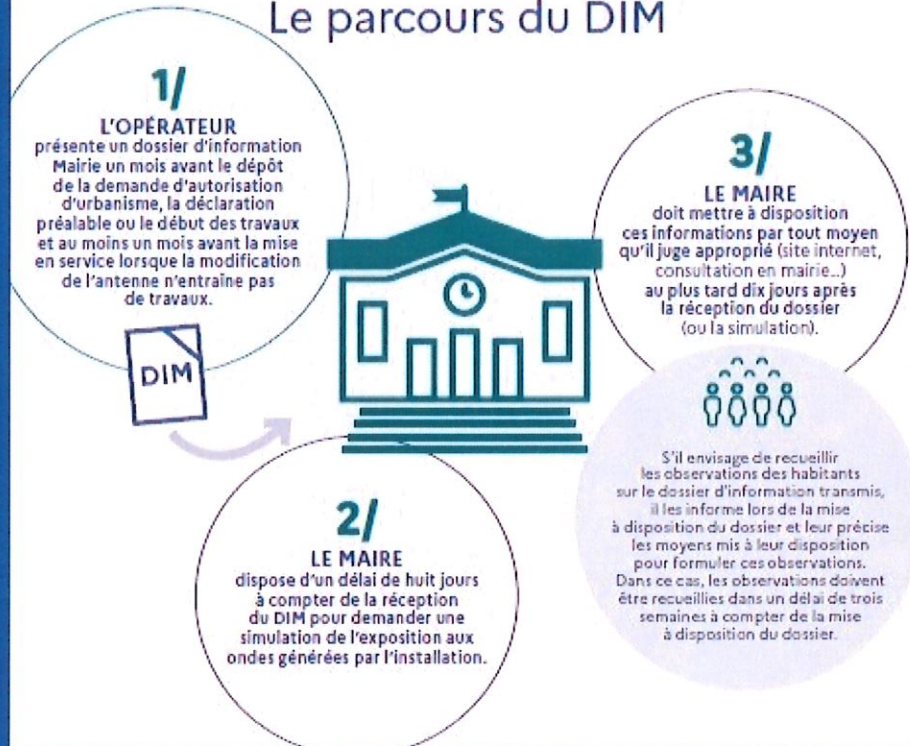 Le parcours du DIM
1/
L'OPÉRATEUR
présente un dossier d'information
Mairie un mois avant le dépôt
de la demande d'autorisation
d'urbanisme, la déclaration
préalable ou le début des travaux
et au moins un mois avant la mise
en service lorsque la modification
de l'antenne n'entraîne pas
de travaux.
DIM
2/
LE MAIRE
dispose d'un délai de huit jours
à compter de la réception
du DIM pour demander une
simulation de l'exposition aux
ondes générées par l'installation.
3/
LE MAIRE
doit mettre à disposition
ces informations par tout moyen
qu'il juge approprié (site internet,
consultation en mairie...)
au plus tard dix jours après
la réception du dossier
(ou la simulation).
S'il envisage de recueillir
les observations des habitants
sur le dossier d'information transmis,
il les informe lors de la mise
à disposition du dossier et leur précise
les moyens mis à leur disposition
pour formuler ces observations.
Dans ce cas, les observations doivent
être recueillies dans un délai de trois
semaines à compter de la mise
à disposition du dossier.